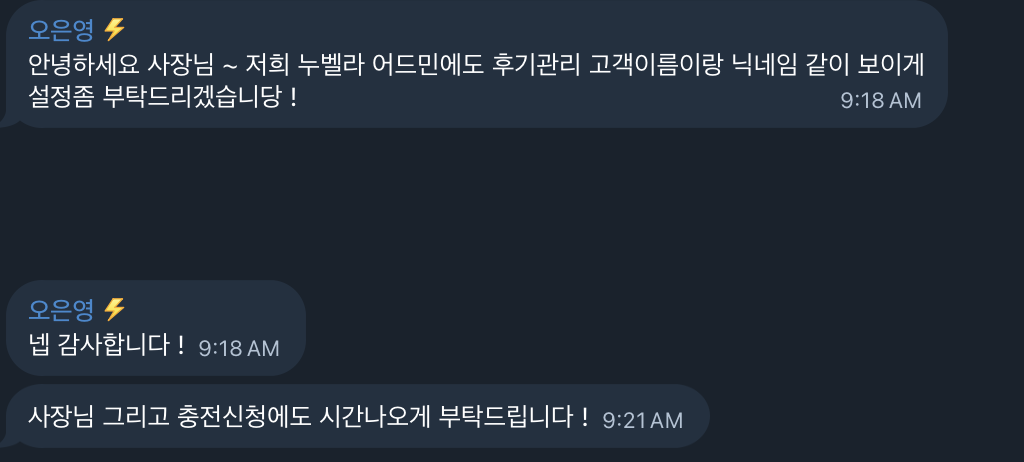 오은영 ⚡
안녕하세요 사장님 ~ 저희 누벨라 어드민에도 후기관리 고객이름이랑 닉네임 같이 보이게
설정좀 부탁드리겠습니당 !
9:18 AM
오은영 ⚡
넵 감사합니다 ! 9:18 AM
사장님 그리고 충전신청에도 시간나오게 부탁드립니다 ! 9:21 AM